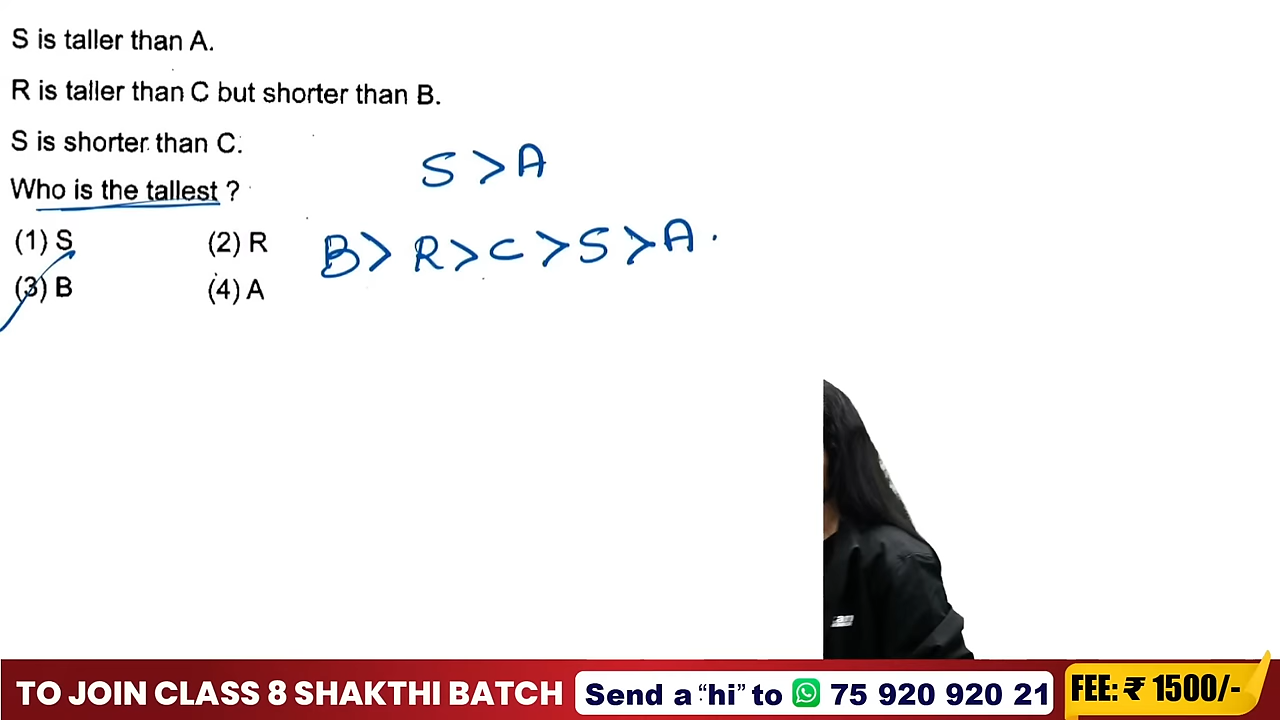 S is taller than A.
R is taller than C but shorter than B.
S is shorter than C.
Who is the tallest ?
(1) S (2) R
(3) B (4) A
S > A
B > R > C > S > A .
TO JOIN CLASS 8 SHAKTHI BATCH Send a “hi” to 75 920 920 21 FEE: ₹ 1500/-